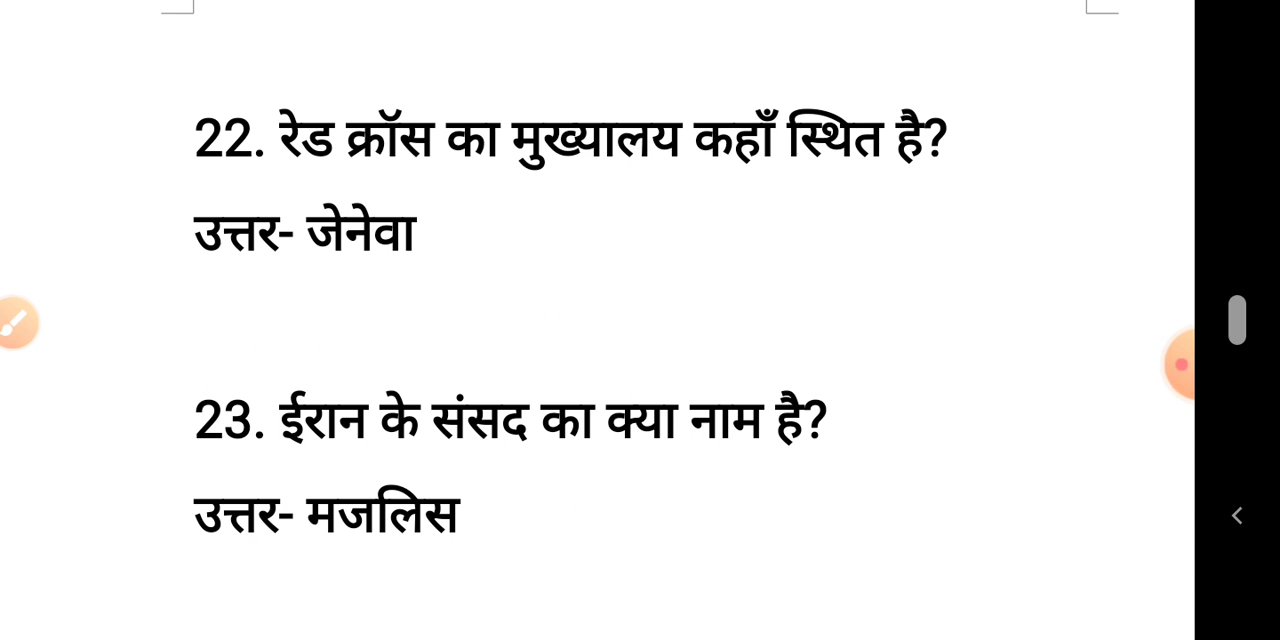 22. रेड क्रॉस का मुख्यालय कहाँ स्थित है?
उत्तर- जेनेवा
23. ईरान के संसद का क्या नाम है?
उत्तर- मजलिस